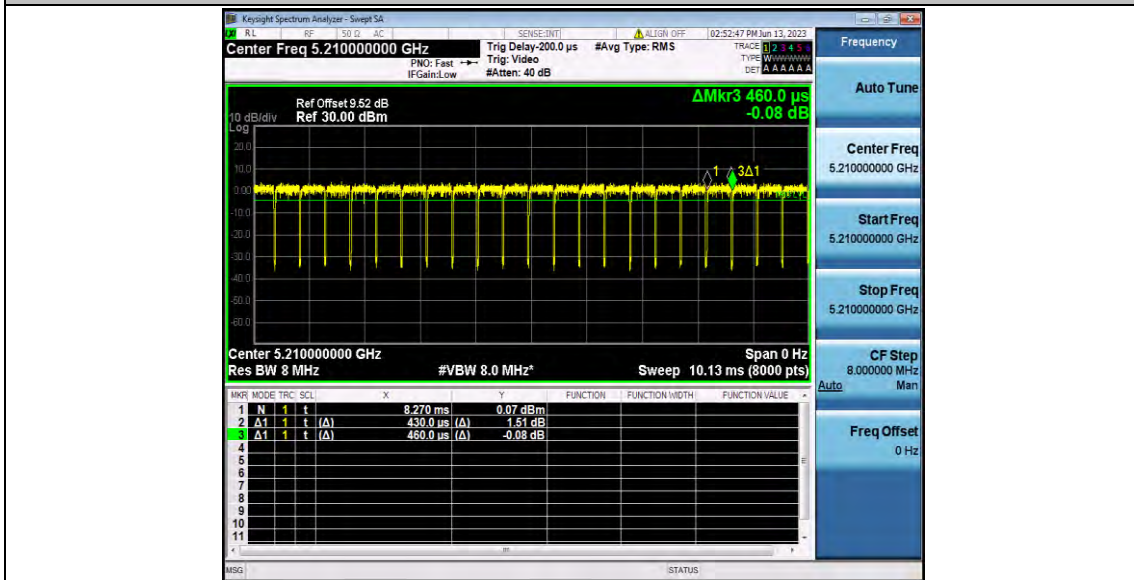 Keysight Spectrum Analyzer - Swept SA
RL RF 50 Ω AC SENSE:INT ALIGN OFF 02:52:47 PM Jun 13, 2023
Center Freq 5.210000000 GHz Trig Delay-200.0 µs #Avg Type: RMS TRACE 1 2 3 4 5 6
PNO: Fast Trig: Video TYPE W
IFGain:Low #Atten: 40 dB DET A A A A A A
Frequency
ΔMkr3 460.0 µs
-0.08 dB
Ref Offset 9.52 dB
10 dB/div Ref 30.00 dBm
Log
20.0
10.0
0.00
-10.0
-20.0
-30.0
-40.0
-50.0
-60.0
1 3Δ1
Center 5.210000000 GHz Span 0 Hz
Res BW 8 MHz #VBW 8.0 MHz* Sweep 10.13 ms (8000 pts)
MKR MODE TRC SCL X Y FUNCTION FUNCTION WIDTH FUNCTION VALUE
1 N 1 t 8.270 ms 0.07 dBm
2 Δ1 1 t (Δ) 430.0 µs (Δ) 1.51 dB
3 Δ1 1 t (Δ) 460.0 µs (Δ) -0.08 dB
4
5
6
7
8
9
10
11
MSG STATUS
Auto Tune
Center Freq
5.210000000 GHz
Start Freq
5.210000000 GHz
Stop Freq
5.210000000 GHz
CF Step
8.000000 MHz
Auto Man
Freq Offset
0 Hz